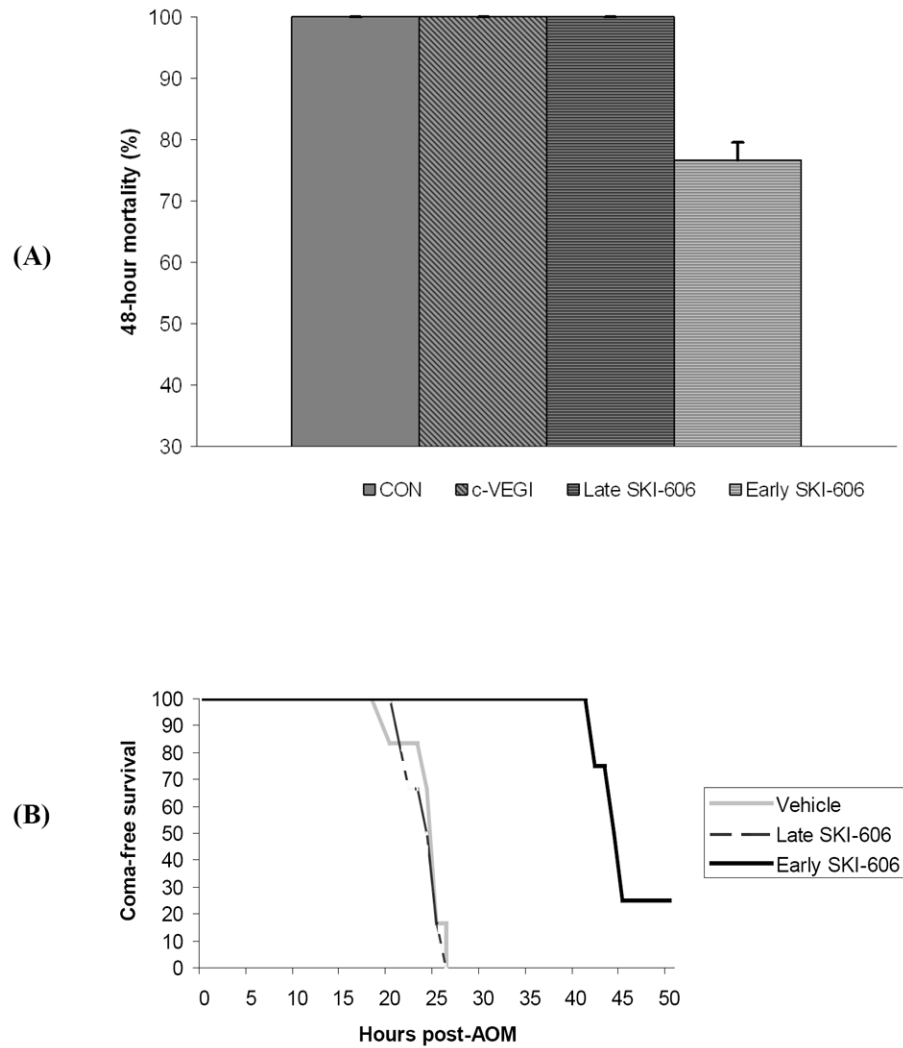 (A)
48-hour mortality (%)
100
90
80
70
60
50
40
30
CON c-VEGI Late SKI-606 Early SKI-606
(B)
Coma-free survival
100
90
80
70
60
50
40
30
20
10
0
0 5 10 15 20 25 30 35 40 45 50
Hours post-AOM
Vehicle
Late SKI-606
Early SKI-606